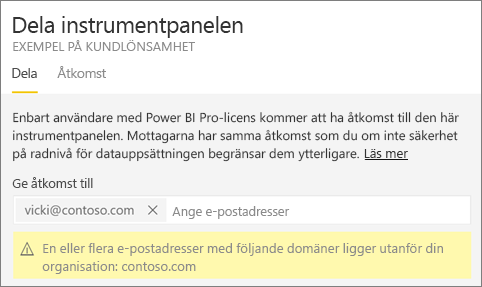 Dela instrumentpanelen
EXEMPEL PÅ KUNDLÖNSAMHET
Dela Åtkomst
Enbart användare med Power BI Pro-licens kommer att ha åtkomst till den här
instrumentpanelen. Mottagarna har samma åtkomst som du om inte säkerhet
på radnivå för datauppsättningen begränsar dem ytterligare. Läs mer
Ge åtkomst till
vicki@contoso.com Ange e-postadresser
En eller flera e-postadresser med följande domäner ligger utanför din
organisation: contoso.com